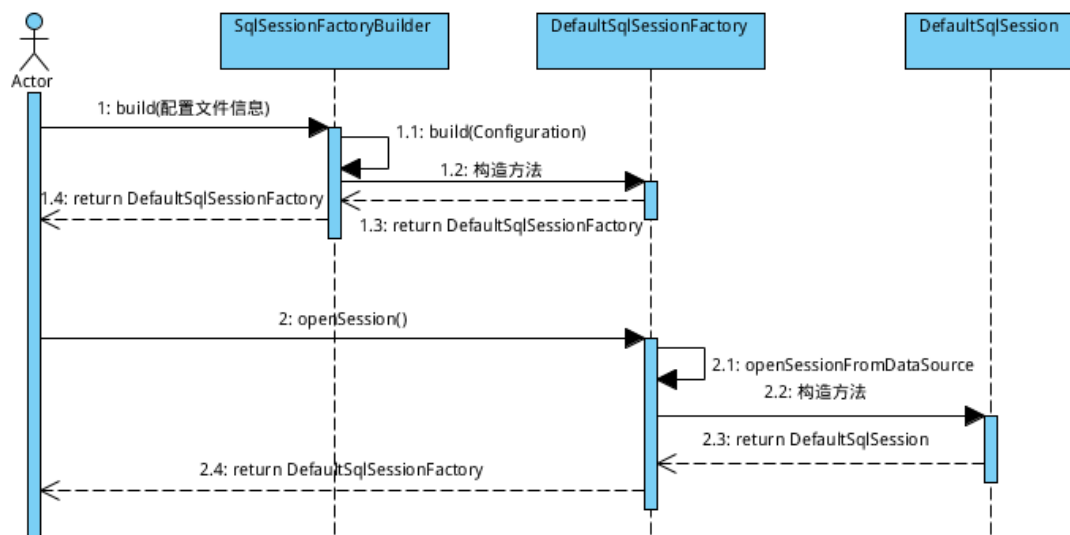 SqlSessionFactoryBuilder
DefaultSqlSessionFactory
DefaultSqlSession
Actor
1: build(配置文件信息)
1.1: build(Configuration)
1.2: 构造方法
1.4: return DefaultSqlSessionFactory
1.3: return DefaultSqlSessionFactory
2: openSession()
2.1: openSessionFromDataSource
2.2: 构造方法
2.3: return DefaultSqlSession
2.4: return DefaultSqlSessionFactory